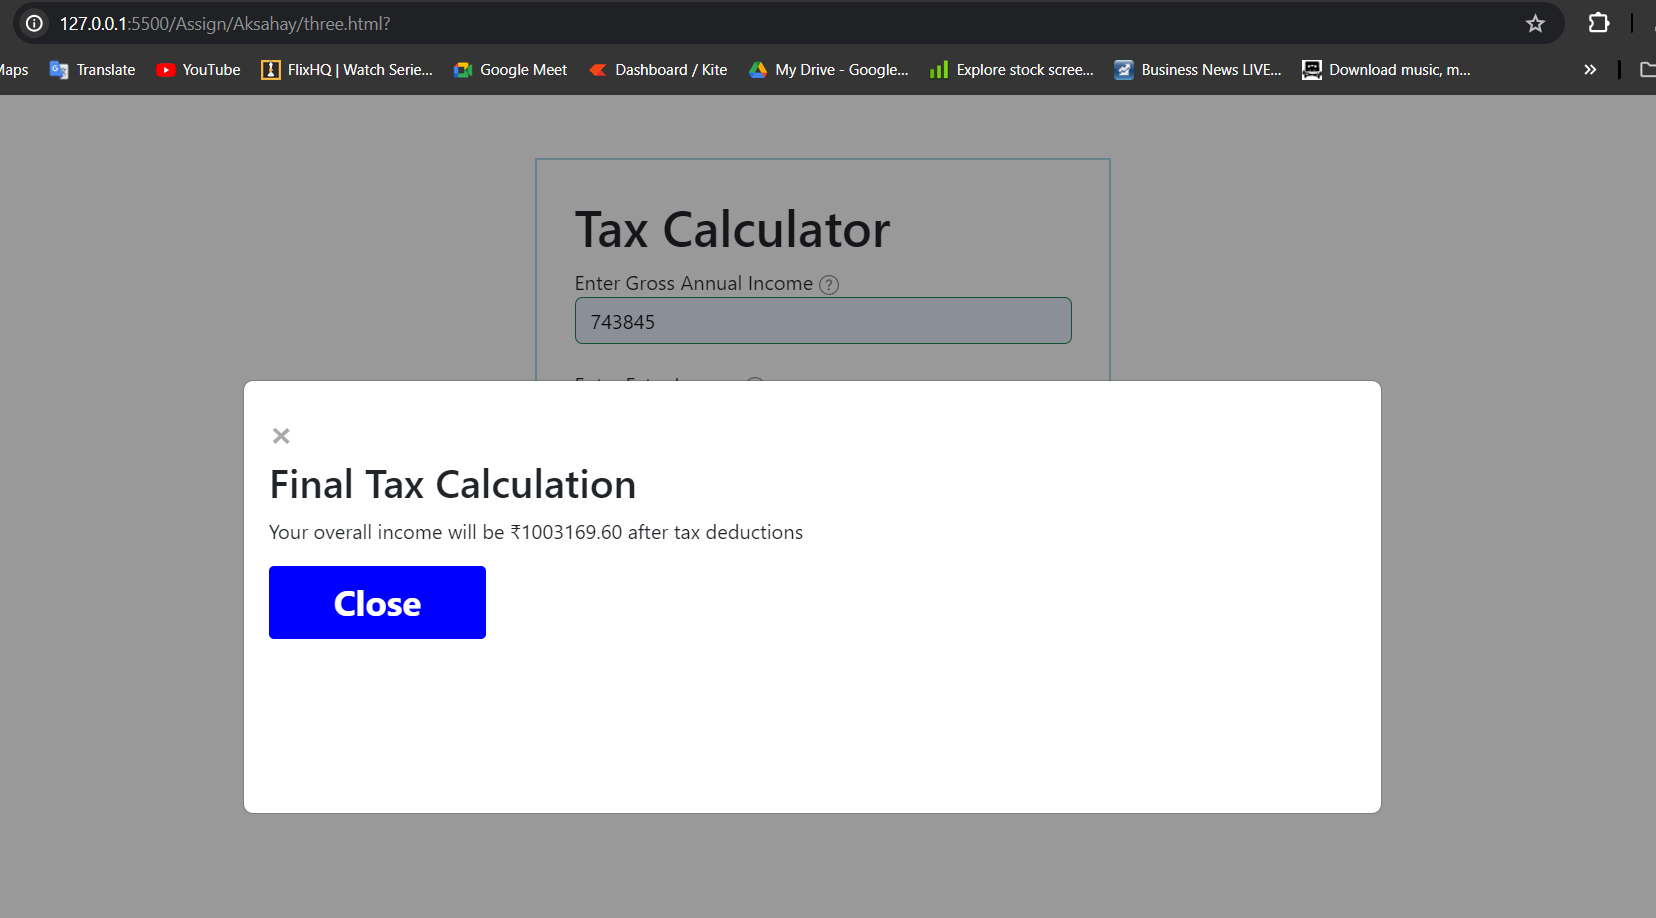 127.0.0.1:5500/Assign/Aksahay/three.html?
Maps Translate YouTube FlixHQ | Watch Serie... Google Meet Dashboard / Kite My Drive - Google... Explore stock scree... Business News LIVE... Download music, m...
Tax Calculator
Enter Gross Annual Income ?
743845
×
Final Tax Calculation
Your overall income will be ₹1003169.60 after tax deductions
Close